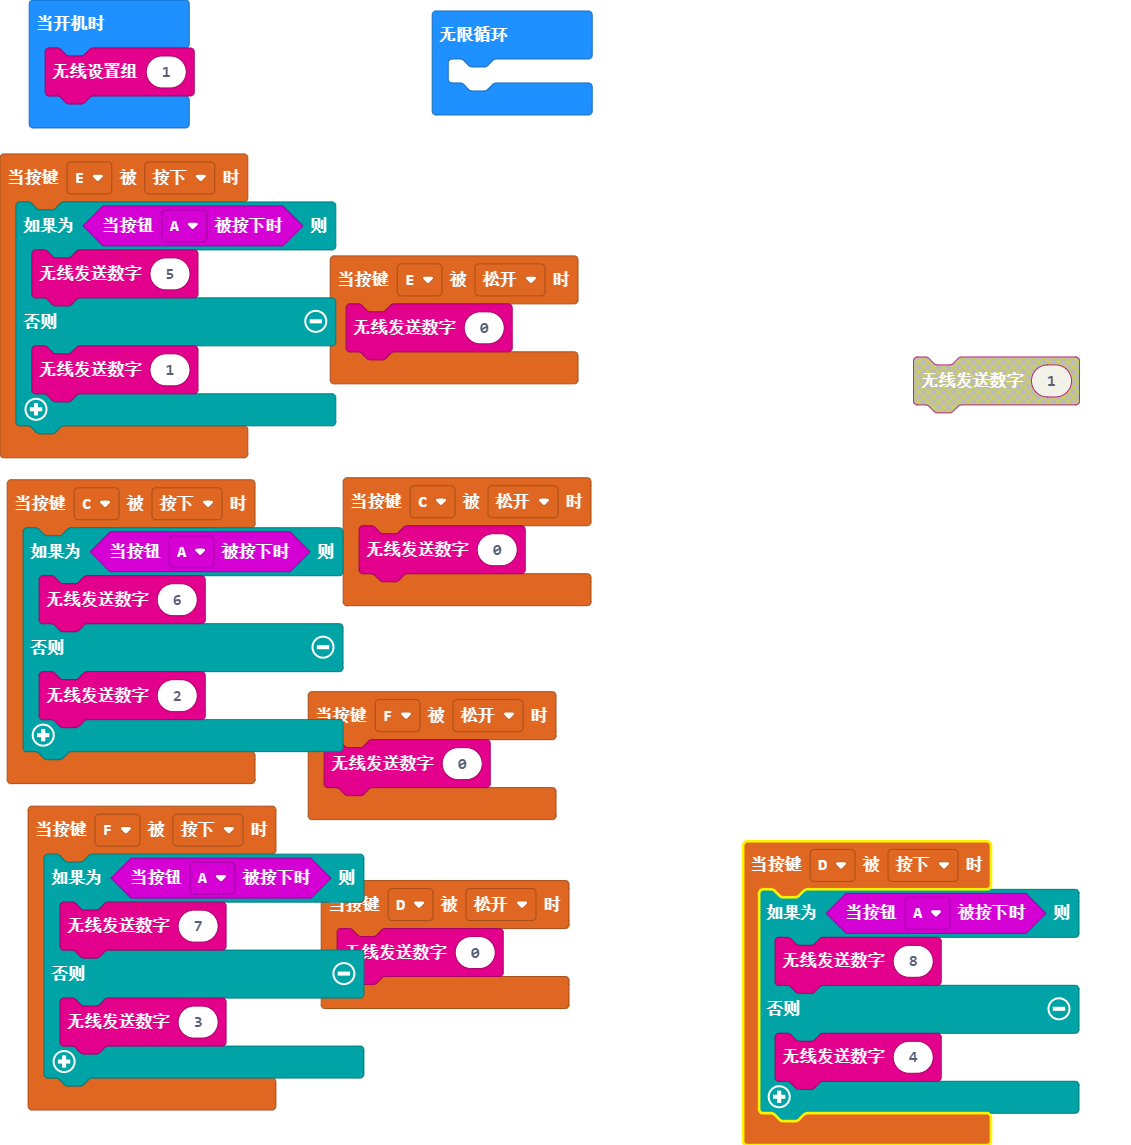 当开机时
无线设置组 1
无限循环
当按键 E 被 按下 时
如果为 当按钮 A 被按下时 则
无线发送数字 5
否则
无线发送数字 1
当按键 E 被 松开 时
无线发送数字 0
无线发送数字 1
当按键 C 被 按下 时
如果为 当按钮 A 被按下时 则
无线发送数字 6
否则
无线发送数字 2
当按键 C 被 松开 时
无线发送数字 0
当按键 F 被 松开 时
无线发送数字 0
当按键 F 被 按下 时
如果为 当按钮 A 被按下时 则
无线发送数字 7
否则
无线发送数字 3
当按键 D 被 松开 时
无线发送数字 0
当按键 D 被 按下 时
如果为 当按钮 A 被按下时 则
无线发送数字 8
否则
无线发送数字 4